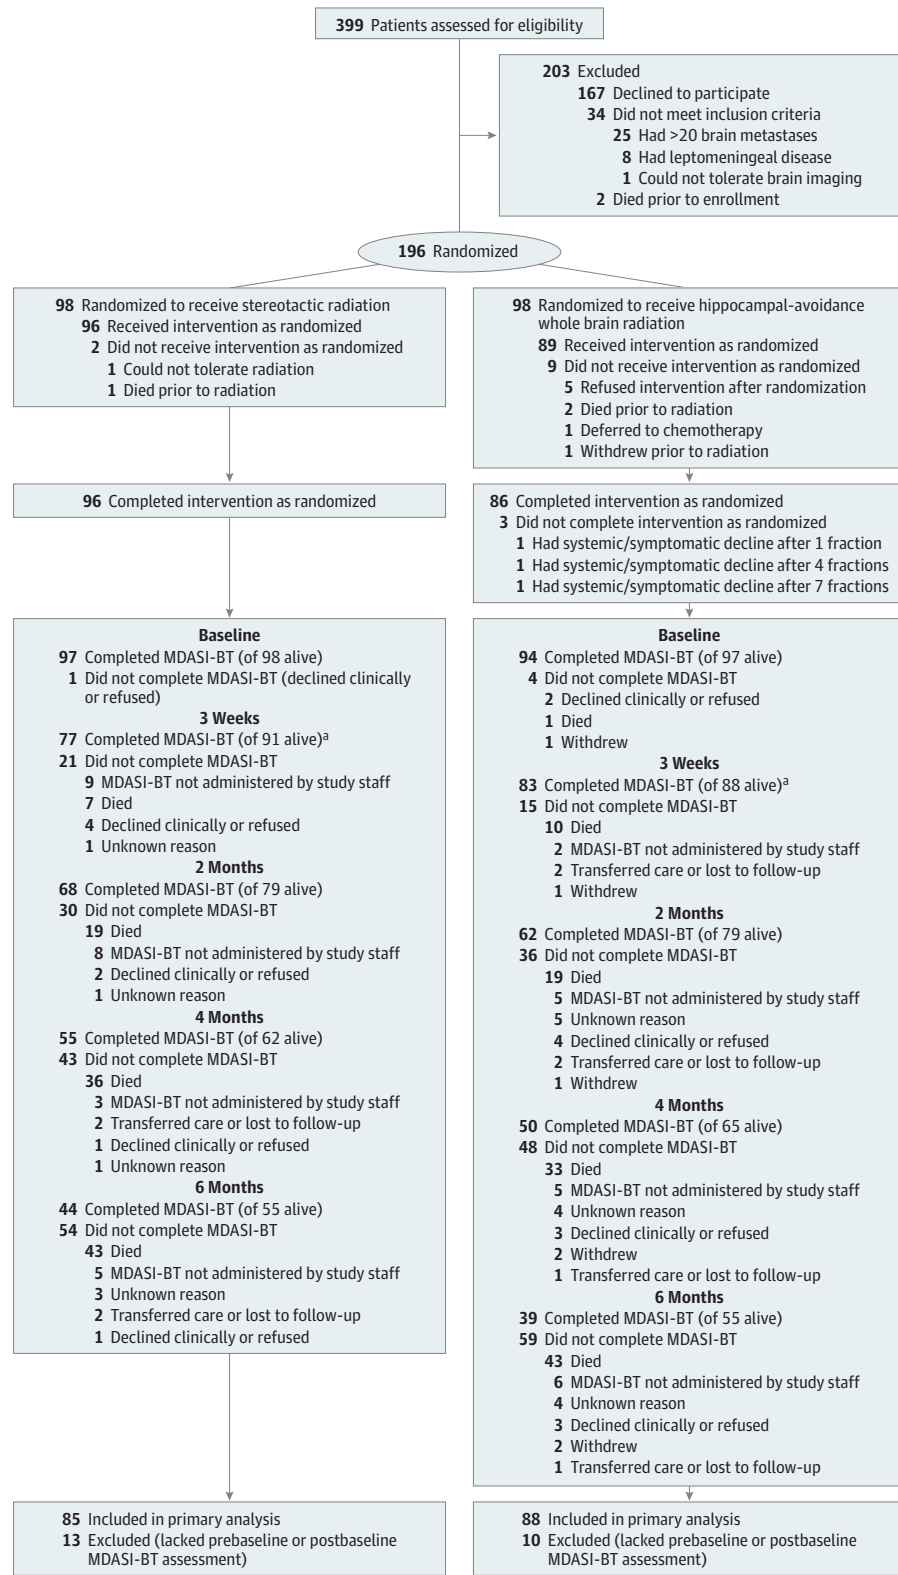 399 Patients assessed for eligibility
203 Excluded
167 Declined to participate
34 Did not meet inclusion criteria
25 Had >20 brain metastases
8 Had leptomeningeal disease
1 Could not tolerate brain imaging
2 Died prior to enrollment
196 Randomized
98 Randomized to receive stereotactic radiation
96 Received intervention as randomized
2 Did not receive intervention as randomized
1 Could not tolerate radiation
1 Died prior to radiation
98 Randomized to receive hippocampal-avoidance
whole brain radiation
89 Received intervention as randomized
9 Did not receive intervention as randomized
5 Refused intervention after randomization
2 Died prior to radiation
1 Deferred to chemotherapy
1 Withdrew prior to radiation
96 Completed intervention as randomized
86 Completed intervention as randomized
3 Did not complete intervention as randomized
1 Had systemic/symptomatic decline after 1 fraction
1 Had systemic/symptomatic decline after 4 fractions
1 Had systemic/symptomatic decline after 7 fractions
Baseline
97 Completed MDASI-BT (of 98 alive)
1 Did not complete MDASI-BT (declined clinically
or refused)
3 Weeks
77 Completed MDASI-BT (of 91 alive)a
21 Did not complete MDASI-BT
9 MDASI-BT not administered by study staff
7 Died
4 Declined clinically or refused
1 Unknown reason
2 Months
68 Completed MDASI-BT (of 79 alive)
30 Did not complete MDASI-BT
19 Died
8 MDASI-BT not administered by study staff
2 Declined clinically or refused
1 Unknown reason
4 Months
55 Completed MDASI-BT (of 62 alive)
43 Did not complete MDASI-BT
36 Died
3 MDASI-BT not administered by study staff
2 Transferred care or lost to follow-up
1 Declined clinically or refused
1 Unknown reason
6 Months
44 Completed MDASI-BT (of 55 alive)
54 Did not complete MDASI-BT
43 Died
5 MDASI-BT not administered by study staff
3 Unknown reason
2 Transferred care or lost to follow-up
1 Declined clinically or refused
Baseline
94 Completed MDASI-BT (of 97 alive)
4 Did not complete MDASI-BT
2 Declined clinically or refused
1 Died
1 Withdrew
3 Weeks
83 Completed MDASI-BT (of 88 alive)a
15 Did not complete MDASI-BT
10 Died
2 MDASI-BT not administered by study staff
2 Transferred care or lost to follow-up
1 Withdrew
2 Months
62 Completed MDASI-BT (of 79 alive)
36 Did not complete MDASI-BT
19 Died
5 MDASI-BT not administered by study staff
5 Unknown reason
4 Declined clinically or refused
2 Transferred care or lost to follow-up
1 Withdrew
4 Months
50 Completed MDASI-BT (of 65 alive)
48 Did not complete MDASI-BT
33 Died
5 MDASI-BT not administered by study staff
4 Unknown reason
3 Declined clinically or refused
2 Withdrew
1 Transferred care or lost to follow-up
6 Months
39 Completed MDASI-BT (of 55 alive)
59 Did not complete MDASI-BT
43 Died
6 MDASI-BT not administered by study staff
4 Unknown reason
3 Declined clinically or refused
2 Withdrew
1 Transferred care or lost to follow-up
85 Included in primary analysis
13 Excluded (lacked prebaseline or postbaseline
MDASI-BT assessment)
88 Included in primary analysis
10 Excluded (lacked prebaseline or postbaseline
MDASI-BT assessment)